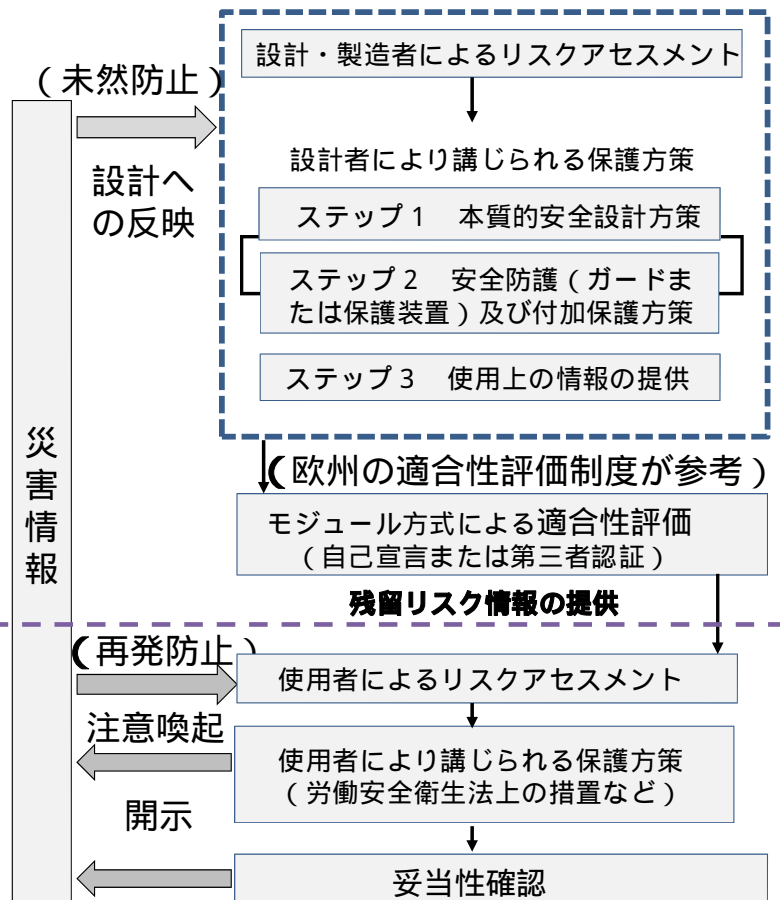 設計・製造者によるリスクアセスメント
(未然防止)
設計へ
の反映
設計者により講じられる保護方策
ステップ1 本質的安全設計方策
ステップ2 安全防護(ガードま
たは保護装置)及び付加保護方策
ステップ3 使用上の情報の提供
災害情報
(欧州の適合性評価制度が参考)
モジュール方式による適合性評価
(自己宣言または第三者認証)
残留リスク情報の提供
(再発防止)
使用者によるリスクアセスメント
注意喚起
使用者により講じられる保護方策
(労働安全衛生法上の措置など)
開示
妥当性確認